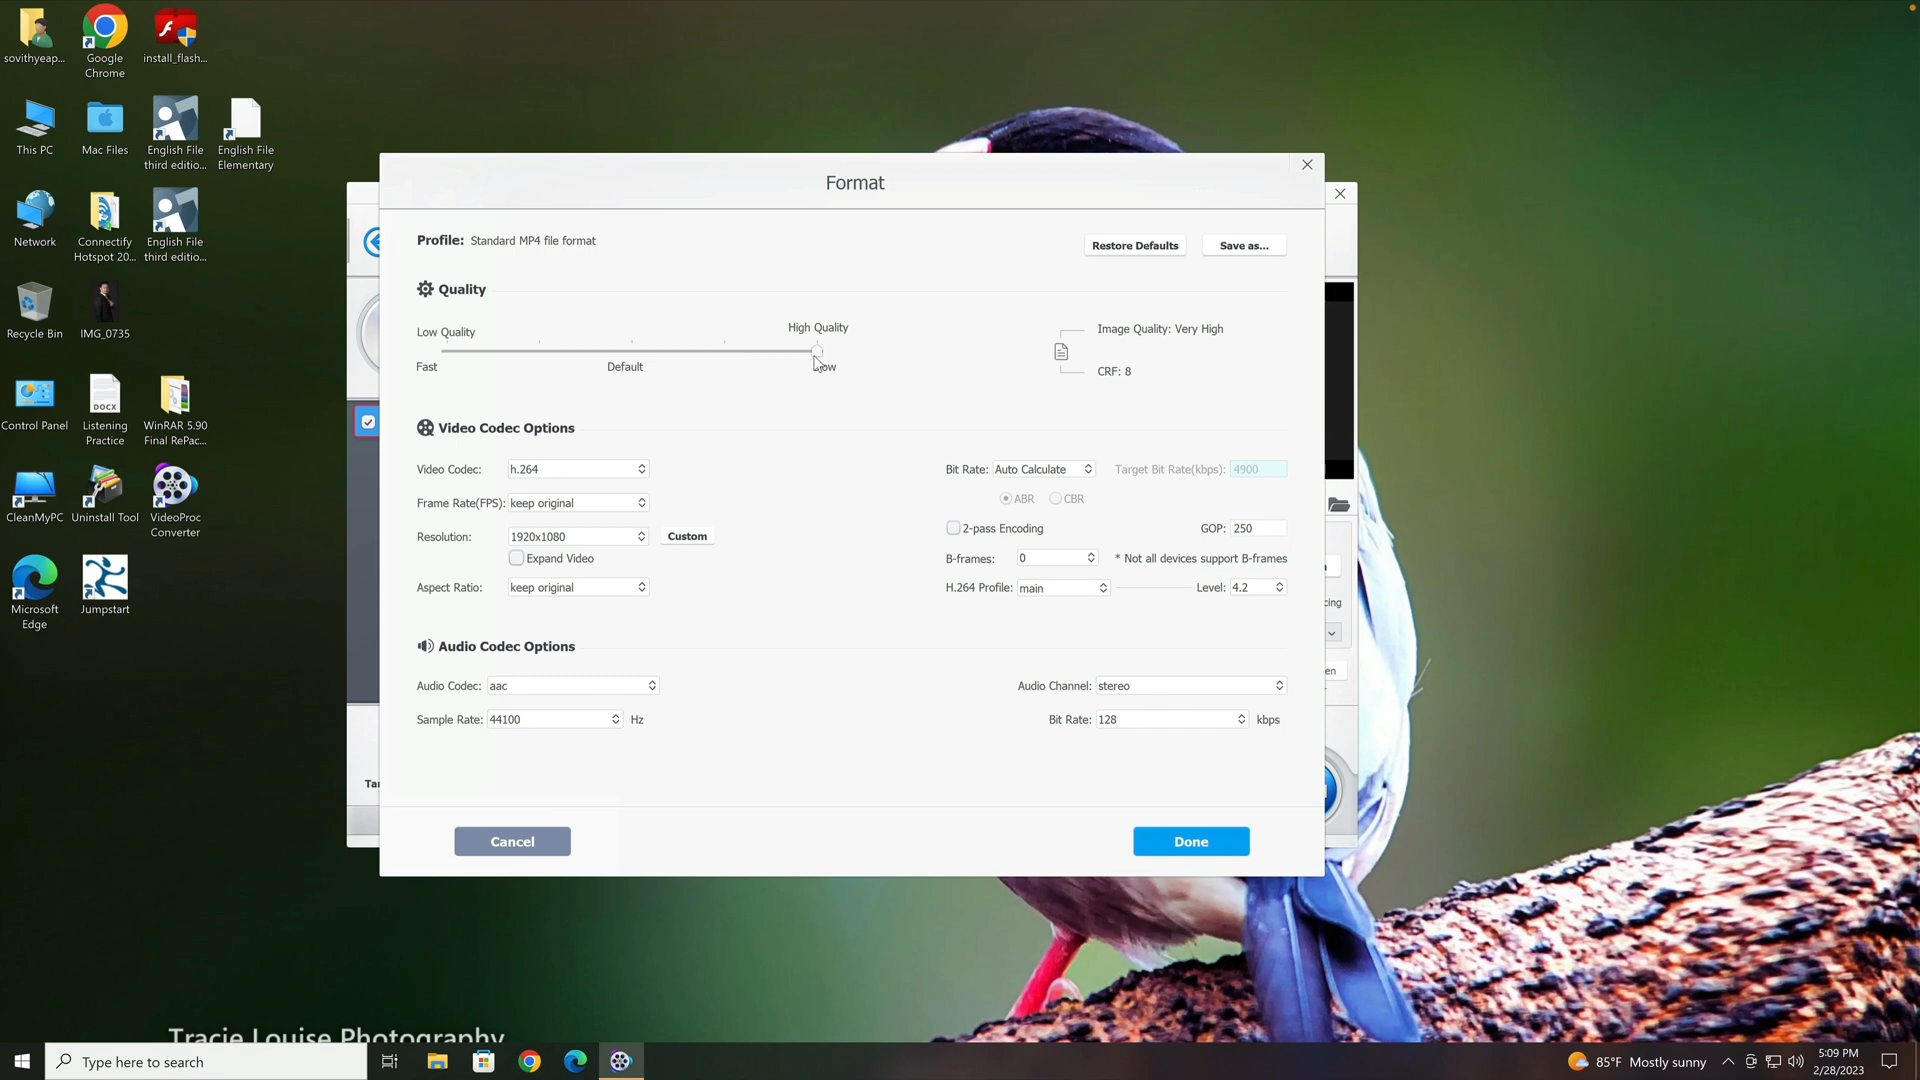 sovithyeap...
Google
Chrome
install_flash...
This PC
Mac Files
English File
third editio...
English File
Elementary
Network
Connectify
Hotspot 20...
English File
third editio...
Recycle Bin
IMG_0735
Control Panel
DOCX
Listening
Practice
WinRAR 5.90
Final RePac...
CleanMyPC
Uninstall Tool
VideoProc
Converter
Microsoft
Edge
Jumpstart
Format
Profile: Standard MP4 file format
Restore Defaults
Save as...
Quality
Low Quality
High Quality
Fast
Default
Image Quality: Very High
CRF: 8
Video Codec Options
Video Codec: h.264
Frame Rate(FPS): keep original
Resolution: 1920x1080
Custom
Expand Video
Aspect Ratio: keep original
Bit Rate: Auto Calculate
Target Bit Rate(kbps): 4900
ABR
CBR
2-pass Encoding
GOP: 250
B-frames: 0
* Not all devices support B-frames
H.264 Profile: main
Level: 4.2
Audio Codec Options
Audio Codec: aac
Audio Channel: stereo
Sample Rate: 44100 Hz
Bit Rate: 128 kbps
Cancel
Done
Tracie Louise Photography
Type here to search
85°F Mostly sunny
5:09 PM
2/28/2023